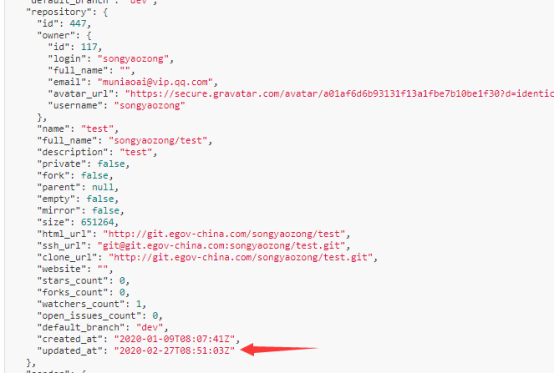 "default_branch": "dev",
"repository": {
"id": 447,
"owner": {
"id": 117,
"login": "songyaozong",
"full_name": "",
"email": "muniaoai@vip.qq.com",
"avatar_url": "https://secure.gravatar.com/avatar/a01af6d6b93131f13a1fbe7b10be1f30?d=identic
"username": "songyaozong"
},
"name": "test",
"full_name": "songyaozong/test",
"description": "test",
"private": false,
"fork": false,
"parent": null,
"empty": false,
"mirror": false,
"size": 651264,
"html_url": "http://git.egov-china.com/songyaozong/test",
"ssh_url": "git@git.egov-china.com:songyaozong/test.git",
"clone_url": "http://git.egov-china.com/songyaozong/test.git",
"website": "",
"stars_count": 0,
"forks_count": 0,
"watchers_count": 1,
"open_issues_count": 0,
"default_branch": "dev",
"created_at": "2020-01-09T08:07:41Z",
"updated_at": "2020-02-27T08:51:03Z"
},